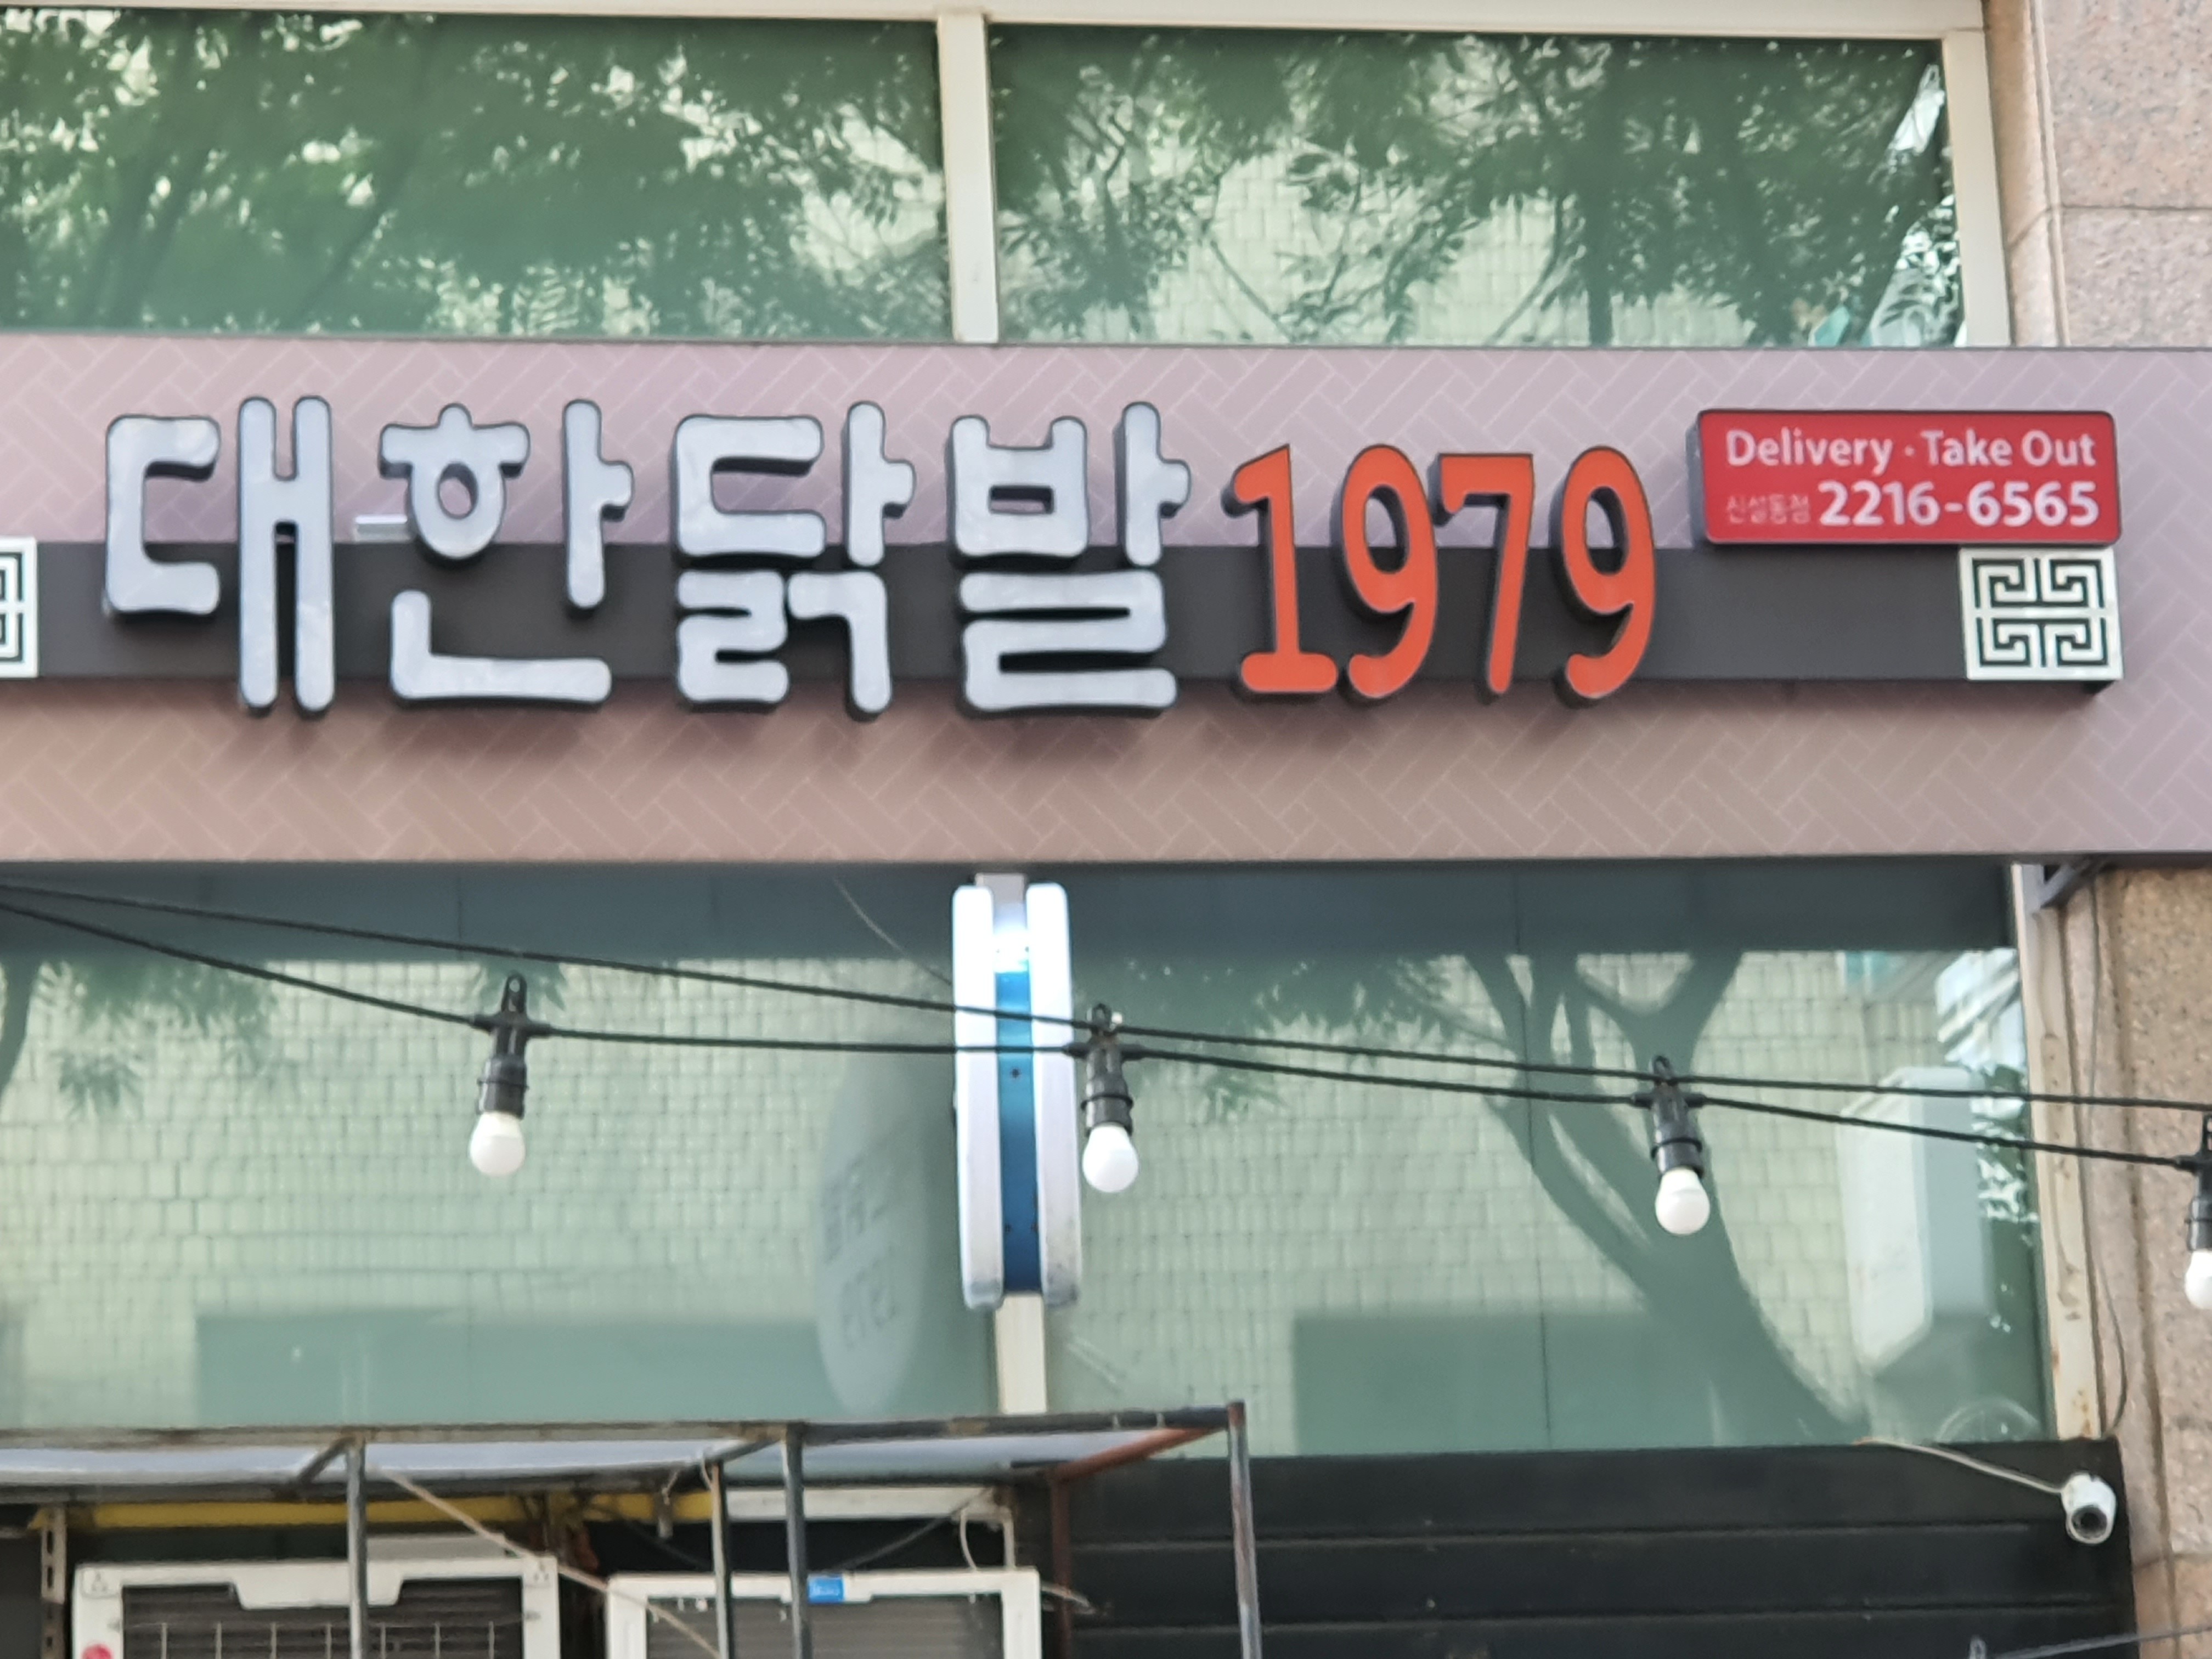 대한닭발 1979
Delivery · Take Out
신설동점 2216-6565